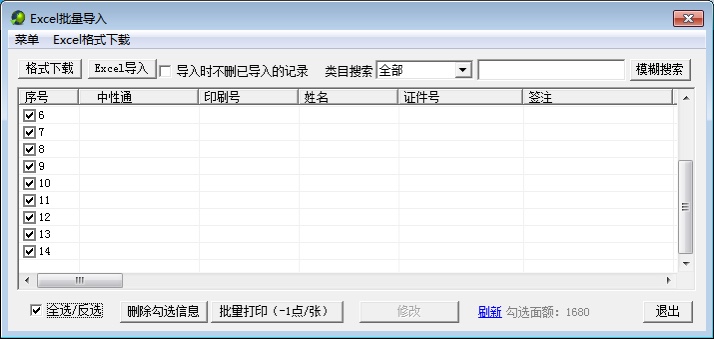 Excel批量导入
菜单 Excel格式下载
格式下载 Excel导入 导入时不删已导入的记录 类目搜索 全部 模糊搜索
序号 中性通 印刷号 姓名 证件号 签注
6
7
8
9
10
11
12
13
14
全选/反选 删除勾选信息 批量打印(-1点/张) 修改 刷新 勾选面额: 1680 退出